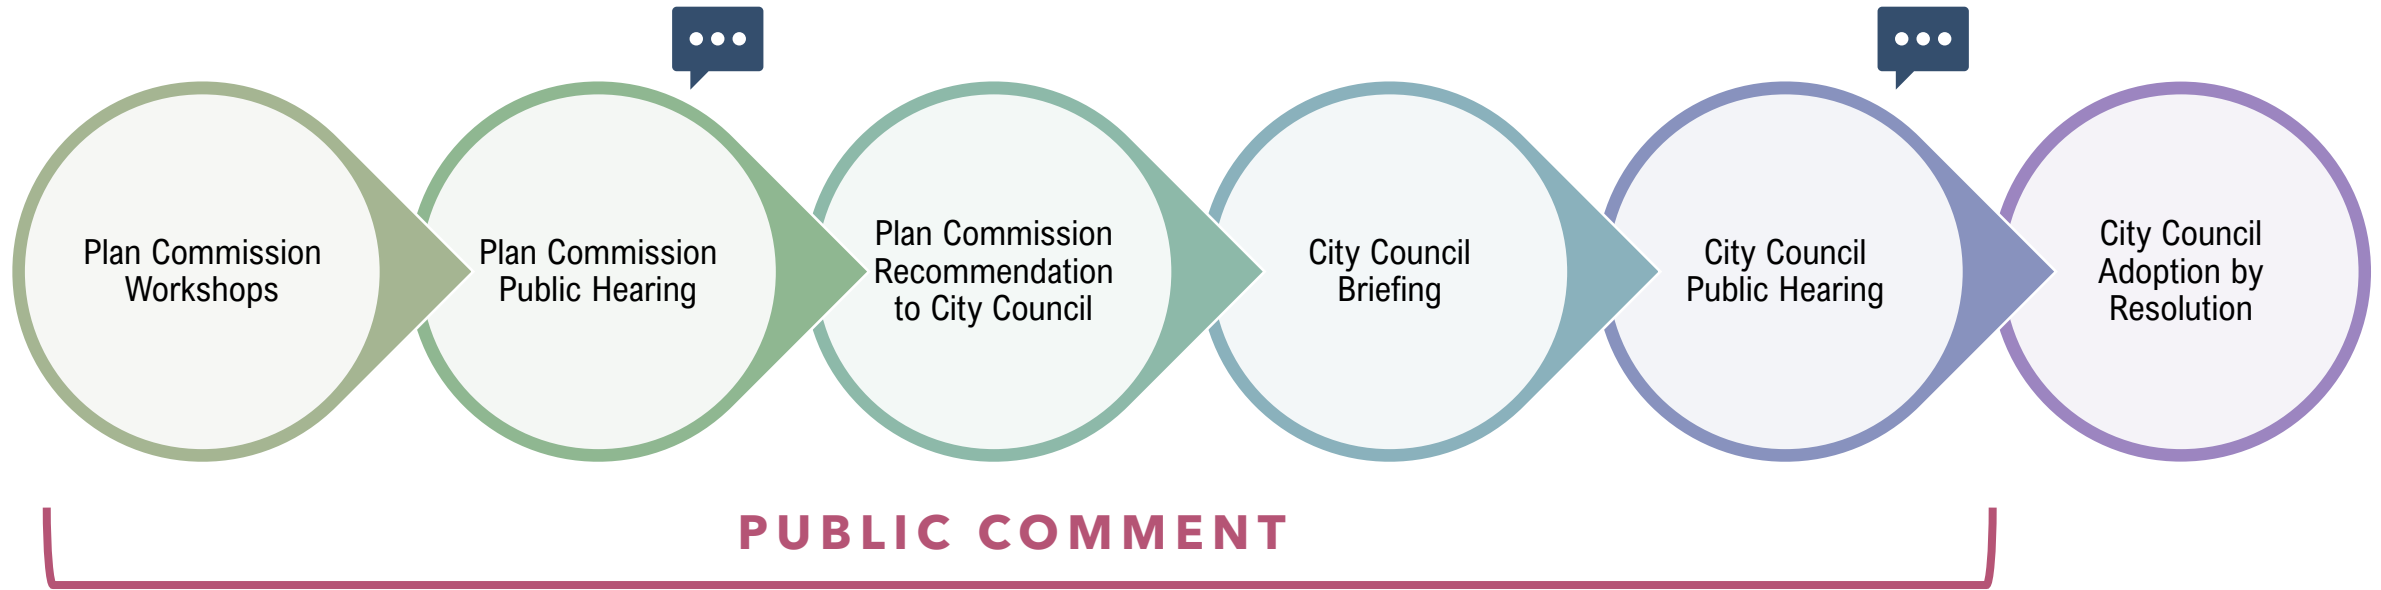 Plan Commission
Workshops
Plan Commission
Public Hearing
Plan Commission
Recommendation
to City Council
City Council
Briefing
City Council
Public Hearing
City Council
Adoption by
Resolution
PUBLIC COMMENT